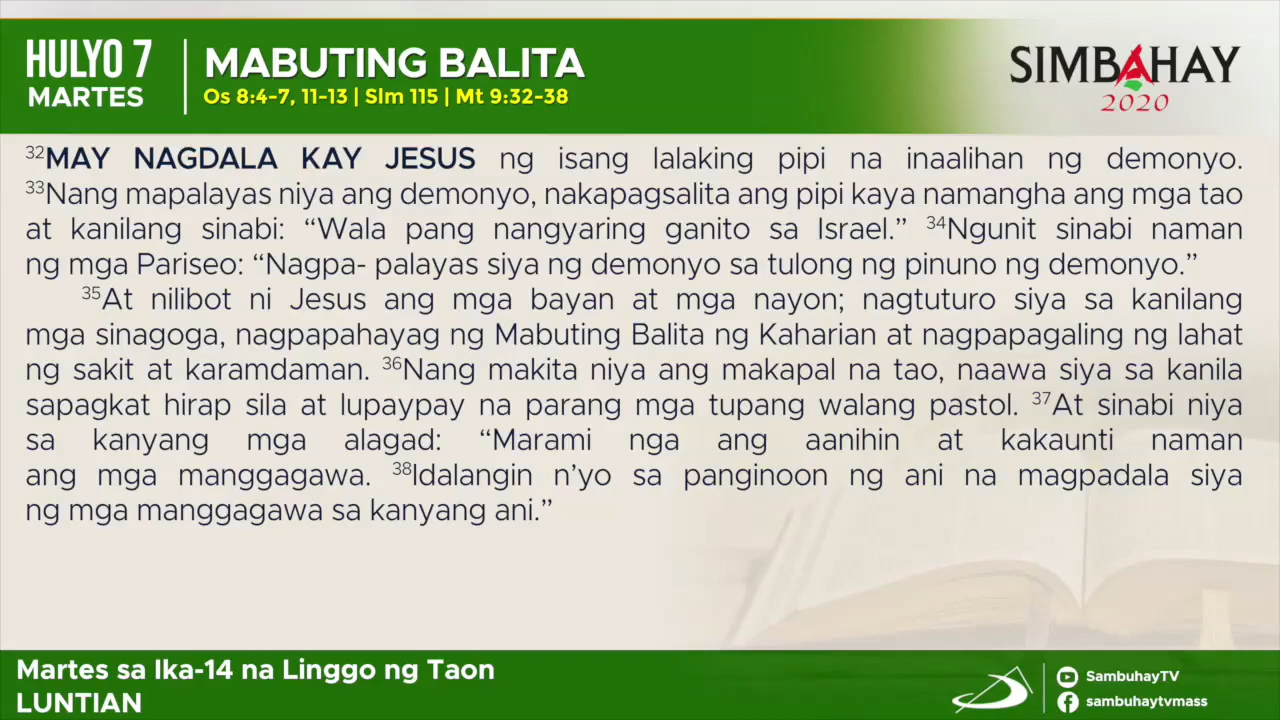 HULYO 7
MARTES
MABUTING BALITA
Os 8:4-7, 11-13 | Slm 115 | Mt 9:32-38
SIMBAHAY
2020
³²MAY NAGDALA KAY JESUS ng isang lalaking pipi na inaalihan ng demonyo.
³³Nang mapalayas niya ang demonyo, nakapagsalita ang pipi kaya namangha ang mga tao
at kanilang sinabi: “Wala pang nangyaring ganito sa Israel.” ³⁴Ngunit sinabi naman
ng mga Pariseo: “Nagpa- palayas siya ng demonyo sa tulong ng pinuno ng demonyo.”
³⁵At nilibot ni Jesus ang mga bayan at mga nayon; nagtuturo siya sa kanilang
mga sinagoga, nagpapahayag ng Mabuting Balita ng Kaharian at nagpapagaling ng lahat
ng sakit at karamdaman. ³⁶Nang makita niya ang makapal na tao, naawa siya sa kanila
sapagkat hirap sila at lupaypay na parang mga tupang walang pastol. ³⁷At sinabi niya
sa kanyang mga alagad: “Marami nga ang aanihin at kakaunti naman
ang mga manggagawa. ³⁸Idalangin n’yo sa panginoon ng ani na magpadala siya
ng mga manggagawa sa kanyang ani.”
Martes sa Ika-14 na Linggo ng Taon
LUNTIAN
SambuhayTV
sambuhaytvmass